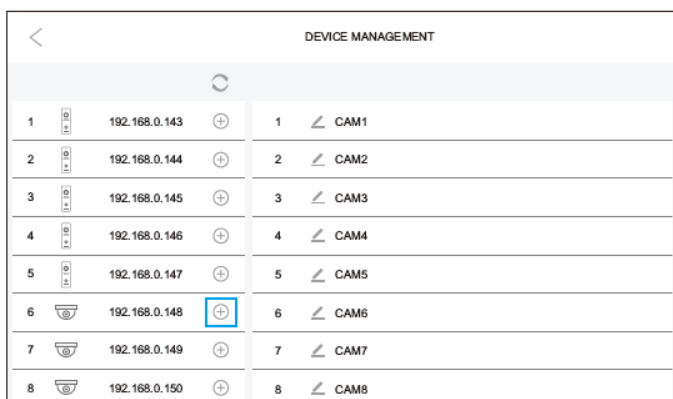 DEVICE MANAGEMENT
1 192.168.0.143 1 CAM1
2 192.168.0.144 2 CAM2
3 192.168.0.145 3 CAM3
4 192.168.0.146 4 CAM4
5 192.168.0.147 5 CAM5
6 192.168.0.148 6 CAM6
7 192.168.0.149 7 CAM7
8 192.168.0.150 8 CAM8